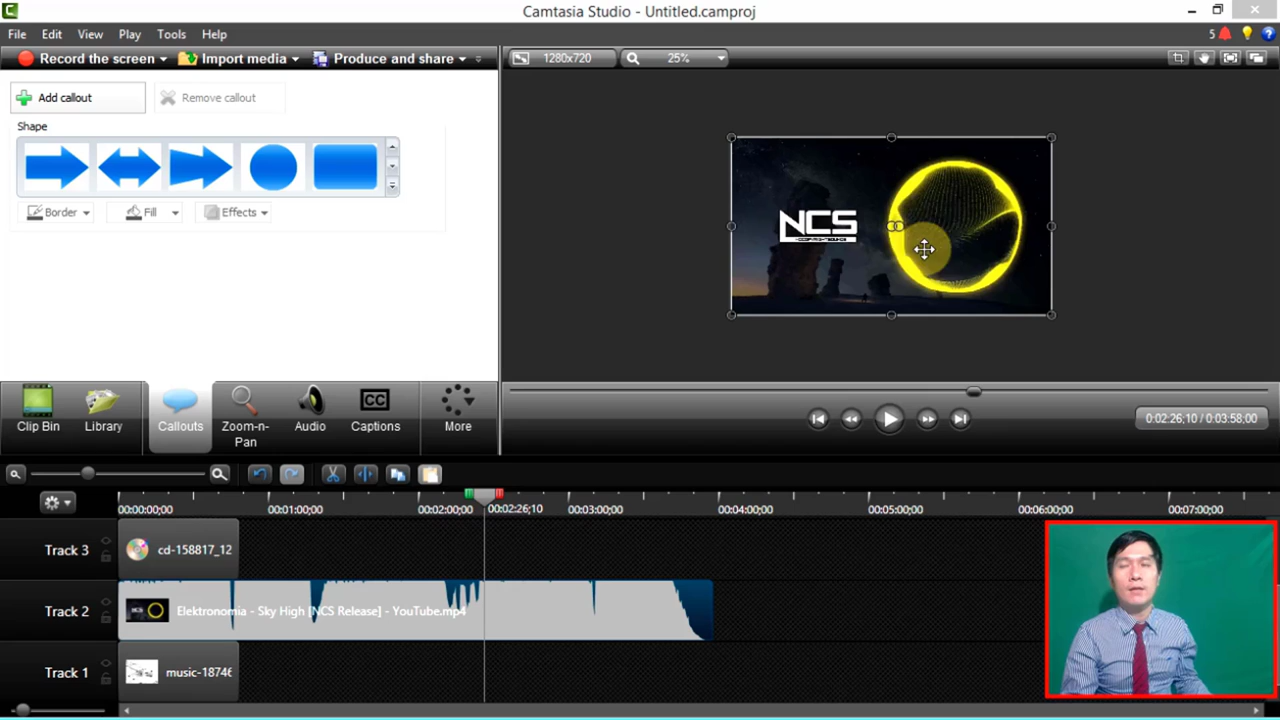 Camtasia Studio - Untitled.camproj
File Edit View Play Tools Help
5
Record the screen Import media Produce and share
1280x720 25%
Add callout Remove callout
Shape
Border Fill Effects
NCS
Clip Bin Library Callouts Zoom-n-Pan Audio CC Captions More
0:02:26;10 / 0:03:58;00
00:00:00;00 00:01:00;00 00:02:00;00 00:02:26;10 00:03:00;00 00:04:00;00 00:05:00;00 00:06:00;00 00:07:00;00
Track 3 cd-158817_12
Track 2 Elektronomia - Sky High [NCS Release] - YouTube.mp4
Track 1 music-18746